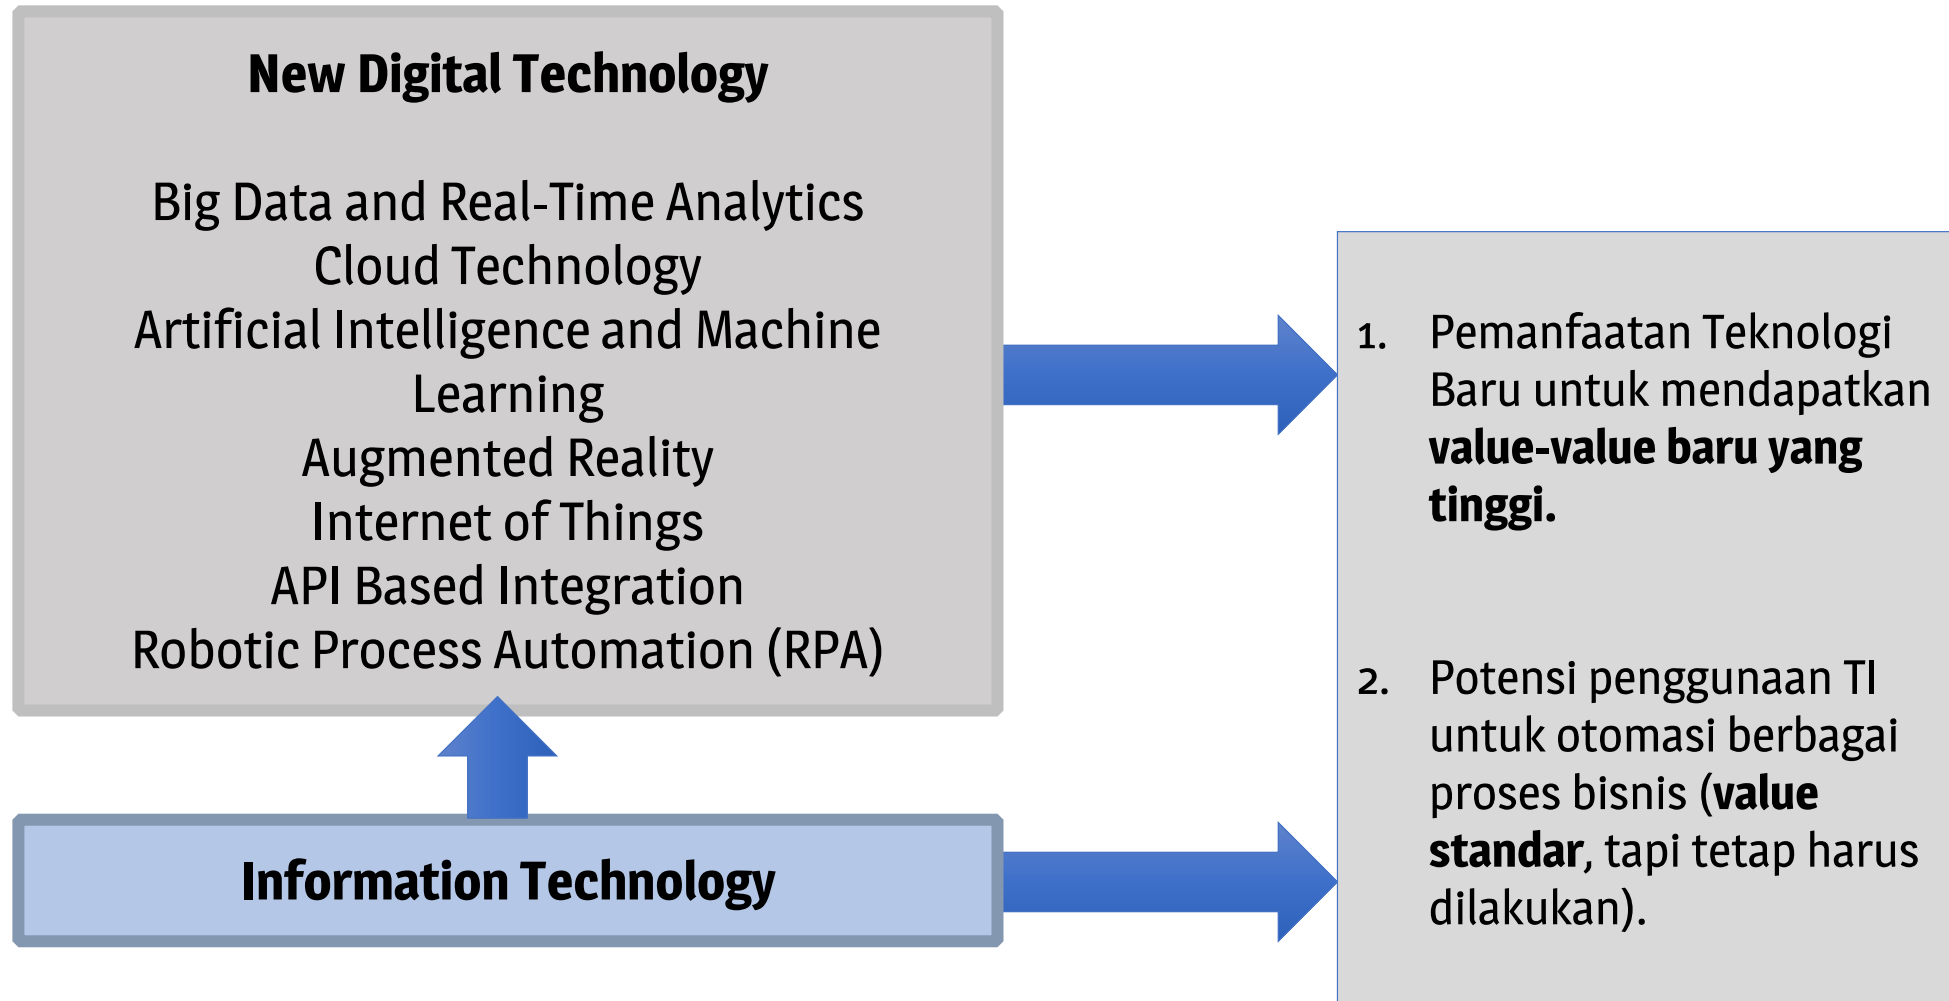 New Digital Technology
Big Data and Real-Time Analytics
Cloud Technology
Artificial Intelligence and Machine
Learning
Augmented Reality
Internet of Things
API Based Integration
Robotic Process Automation (RPA)
Information Technology
1. Pemanfaatan Teknologi
Baru untuk mendapatkan
value-value baru yang
tinggi.
2. Potensi penggunaan TI
untuk otomasi berbagai
proses bisnis (value
standar, tapi tetap harus
dilakukan).